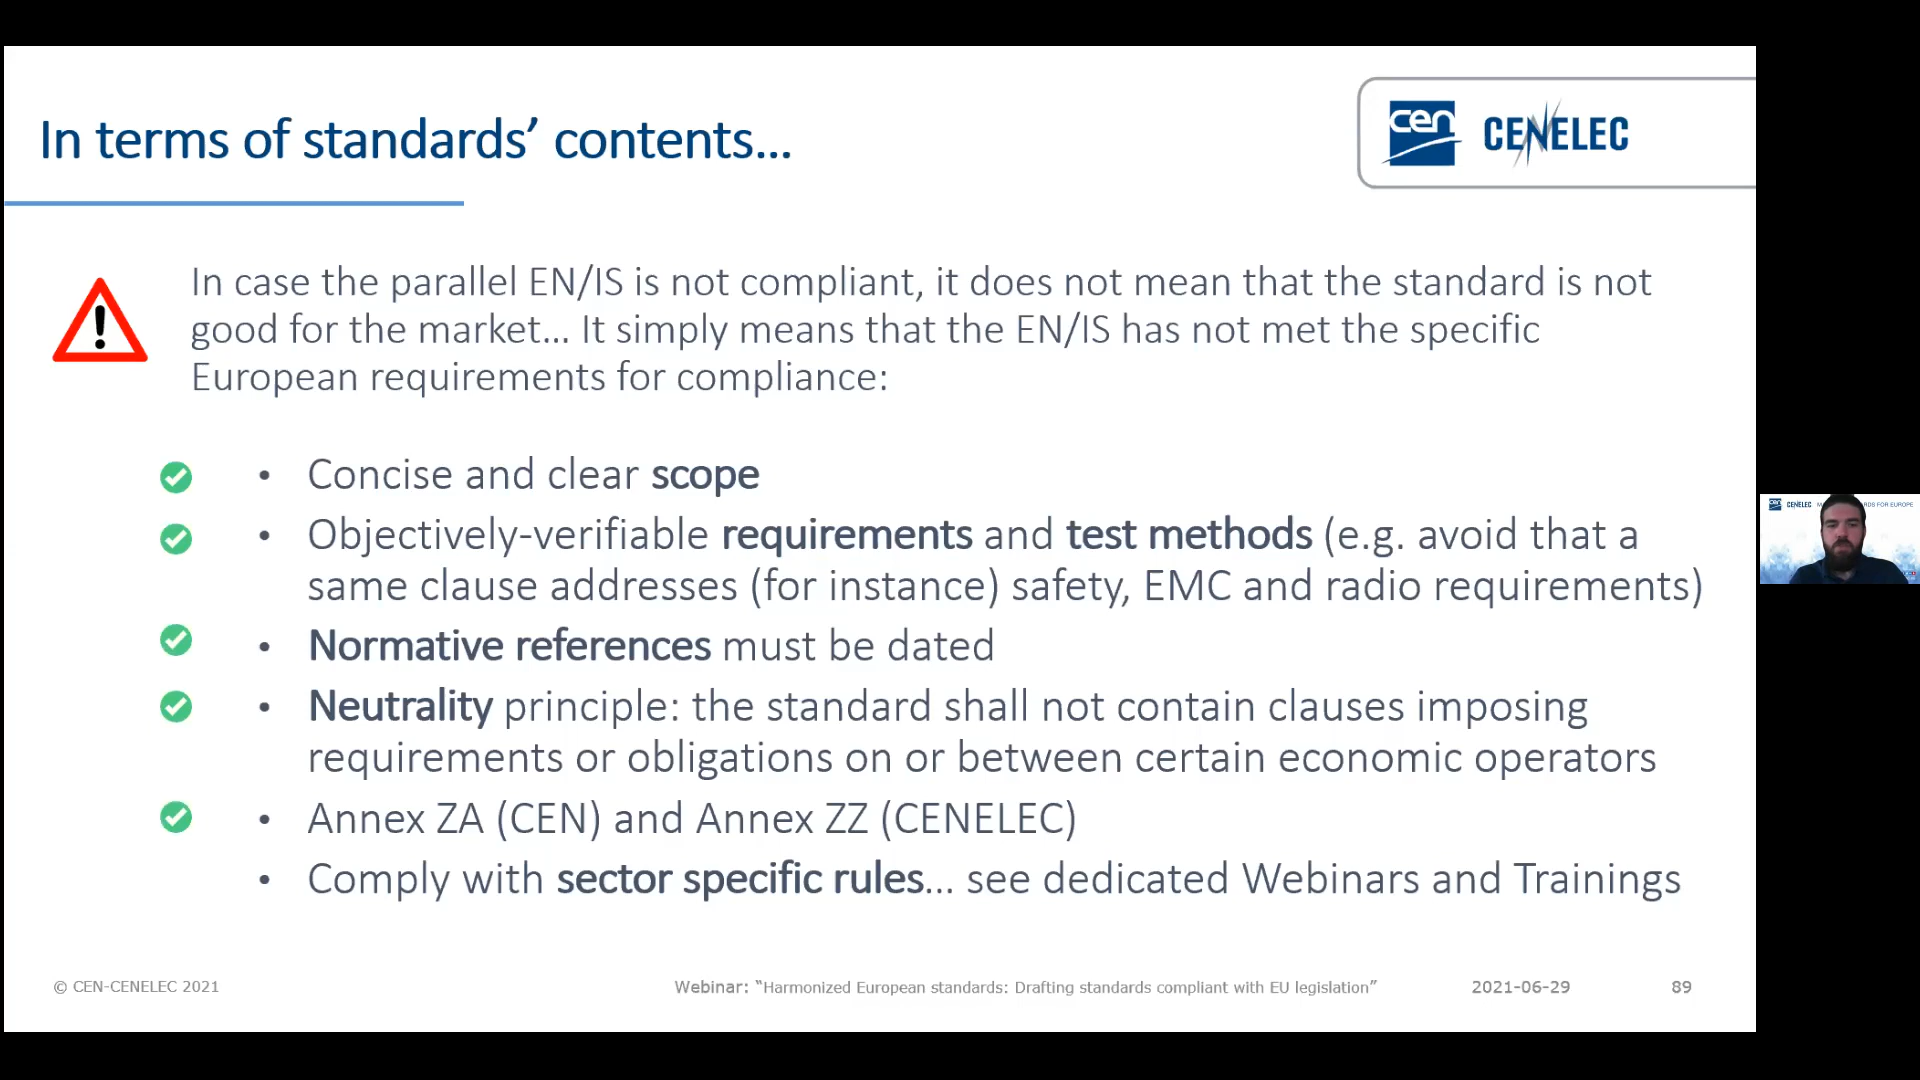 In terms of standards' contents...
cen
CENELEC
In case the parallel EN/IS is not compliant, it does not mean that the standard is not
good for the market... It simply means that the EN/IS has not met the specific
European requirements for compliance:
• Concise and clear scope
• Objectively-verifiable requirements and test methods (e.g. avoid that a
same clause addresses (for instance) safety, EMC and radio requirements)
• Normative references must be dated
• Neutrality principle: the standard shall not contain clauses imposing
requirements or obligations on or between certain economic operators
• Annex ZA (CEN) and Annex ZZ (CENELEC)
• Comply with sector specific rules... see dedicated Webinars and Trainings
cen CENELEC
FOR EUROPE
© CEN-CENELEC 2021
Webinar: “Harmonized European standards: Drafting standards compliant with EU legislation”
2021-06-29
89